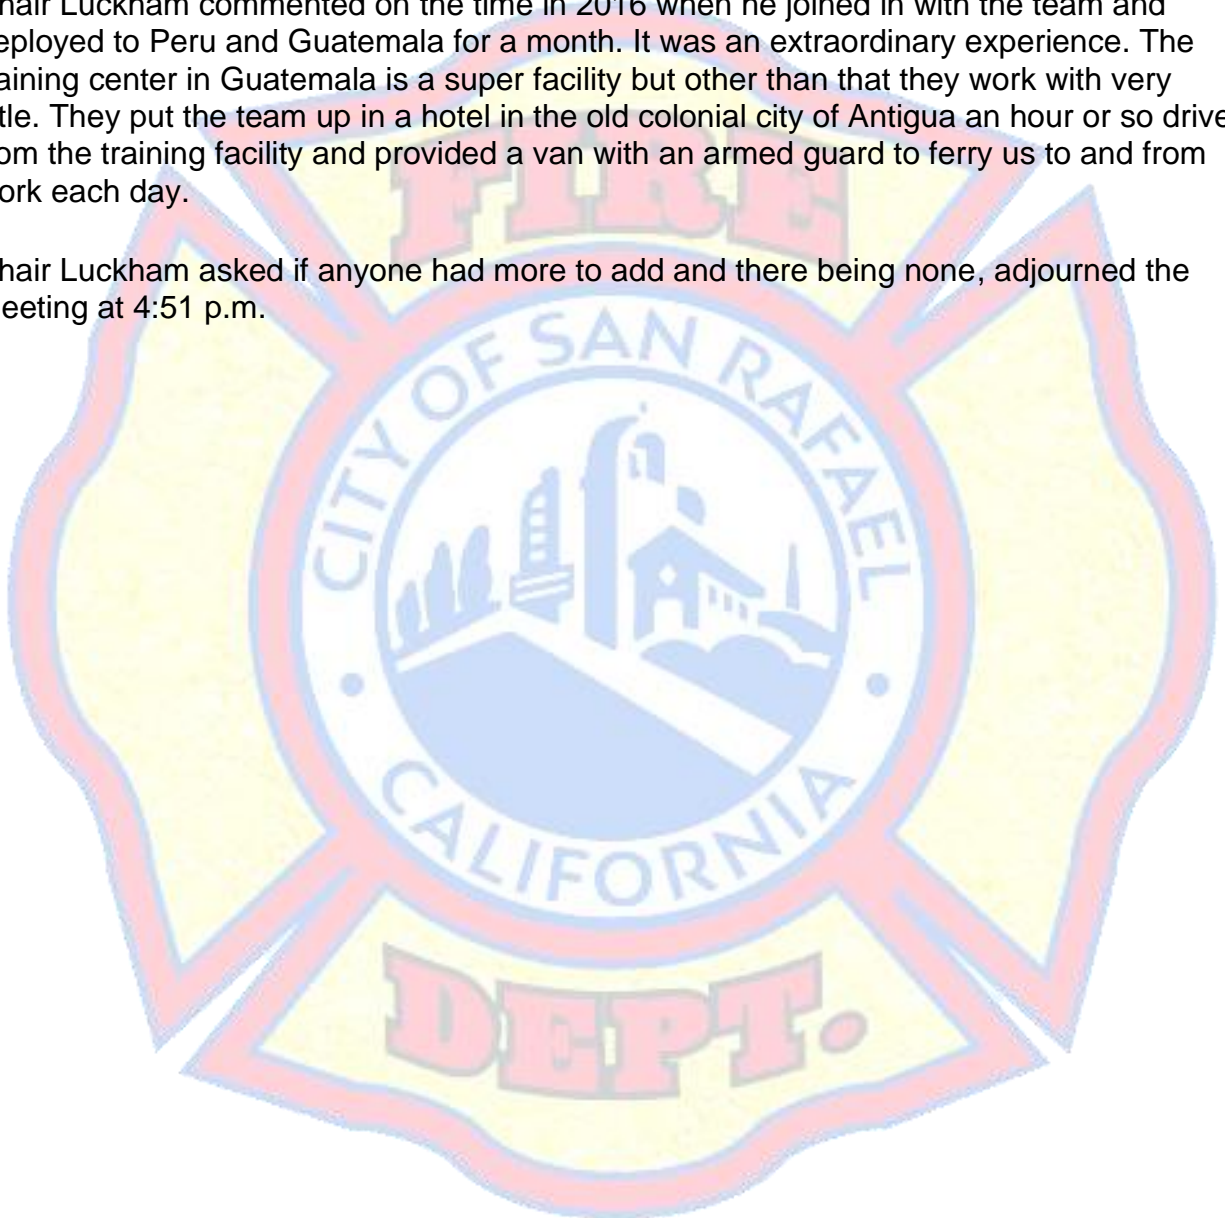 hair Luckham commented on the time in 2016 when he joined in with the team and
eployed to Peru and Guatemala for a month. It was an extraordinary experience. The
aining center in Guatemala is a super facility but other than that they work with very
ttle. They put the team up in a hotel in the old colonial city of Antigua an hour or so drive
om the training facility and provided a van with an armed guard to ferry us to and from
ork each day.
hair Luckham asked if anyone had more to add and there being none, adjourned the
eeting at 4:51 p.m.
FIRE
CITY OF SAN RAFAEL
CALIFORNIA
DEPT.